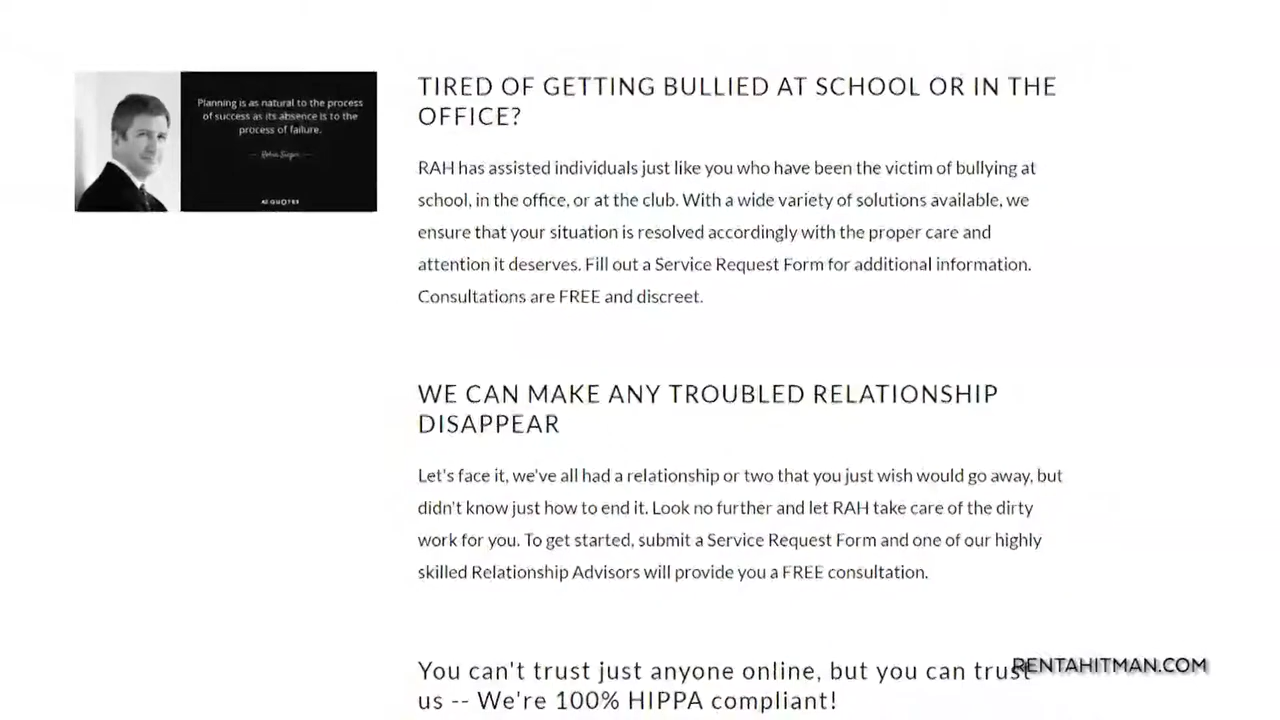 Planning is as natural to the process
of success as its absence is to the
process of failure.
Robin Sieger
AZ QUOTES
TIRED OF GETTING BULLIED AT SCHOOL OR IN THE
OFFICE?
RAH has assisted individuals just like you who have been the victim of bullying at
school, in the office, or at the club. With a wide variety of solutions available, we
ensure that your situation is resolved accordingly with the proper care and
attention it deserves. Fill out a Service Request Form for additional information.
Consultations are FREE and discreet.
WE CAN MAKE ANY TROUBLED RELATIONSHIP
DISAPPEAR
Let's face it, we've all had a relationship or two that you just wish would go away, but
didn't know just how to end it. Look no further and let RAH take care of the dirty
work for you. To get started, submit a Service Request Form and one of our highly
skilled Relationship Advisors will provide you a FREE consultation.
You can't trust just anyone online, but you can trust
us -- We're 100% HIPPA compliant!
RENTAHITMAN.COM